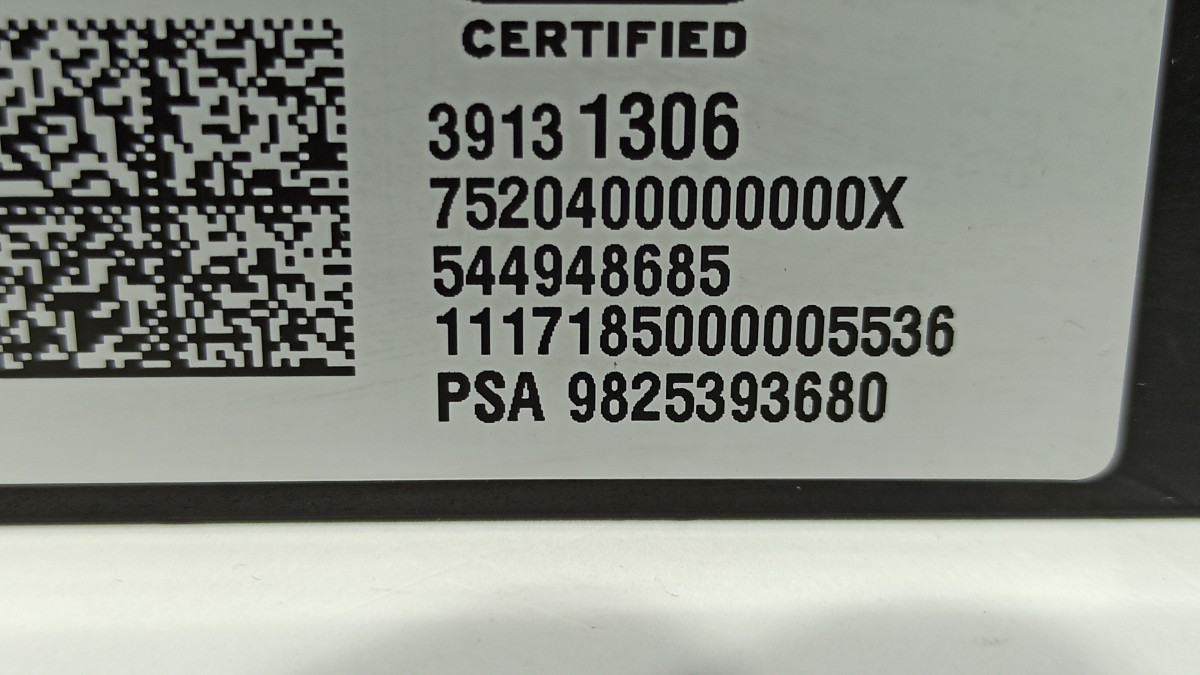 CERTIFIED
3913 1306
7520400000000X
544948685
1117185000005536
PSA 9825393680